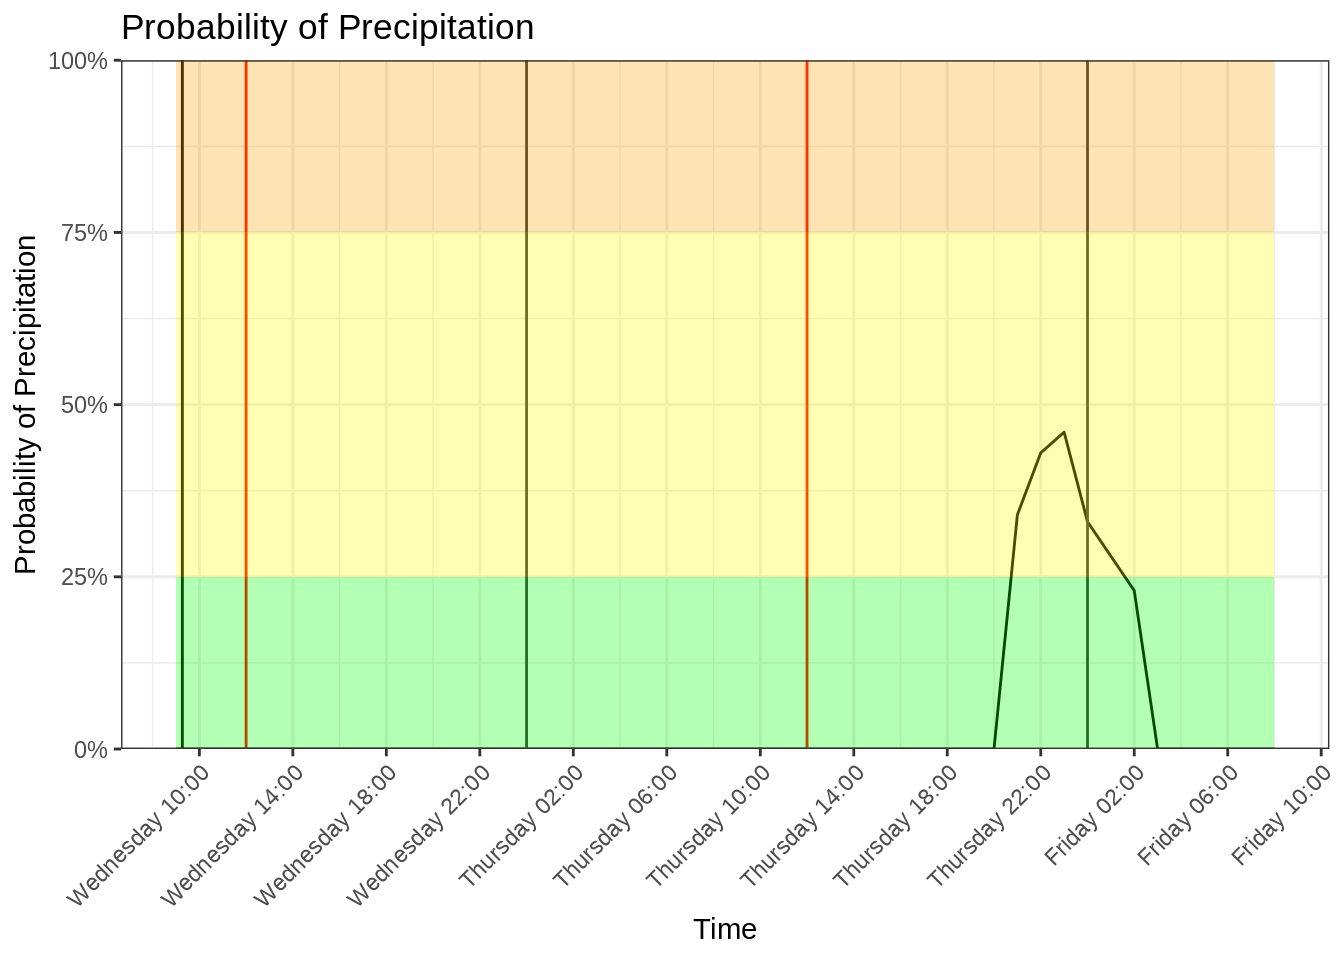 Probability of Precipitation
Probability of Precipitation
100%
75%
50%
25%
0%
Wednesday 10:00
Wednesday 14:00
Wednesday 18:00
Wednesday 22:00
Thursday 02:00
Thursday 06:00
Thursday 10:00
Thursday 14:00
Thursday 18:00
Thursday 22:00
Friday 02:00
Friday 06:00
Friday 10:00
Time